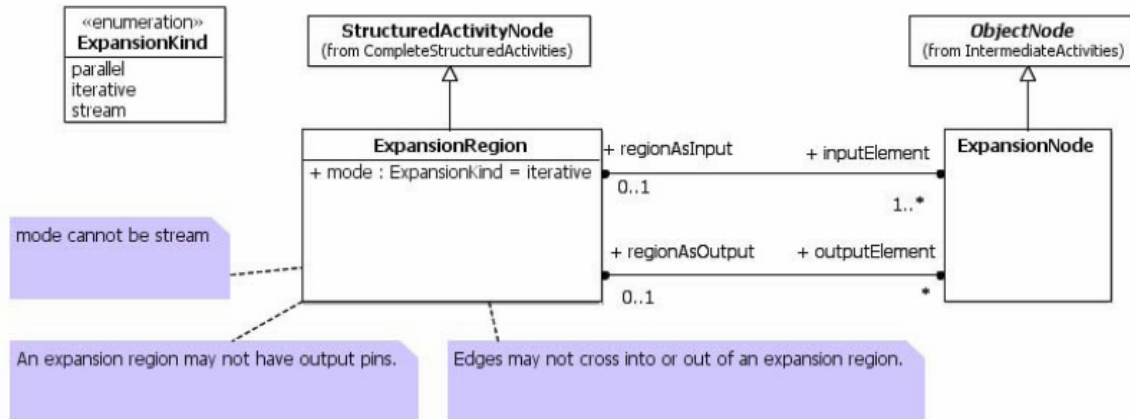 «enumeration»
ExpansionKind
parallel
iterative
stream
StructuredActivityNode
(from CompleteStructuredActivities)
ObjectNode
(from IntermediateActivities)
ExpansionRegion
+ mode : ExpansionKind = iterative
+ regionAsInput
+ inputElement
0..1
1..*
ExpansionNode
+ regionAsOutput
+ outputElement
0..1
*
mode cannot be stream
An expansion region may not have output pins.
Edges may not cross into or out of an expansion region.